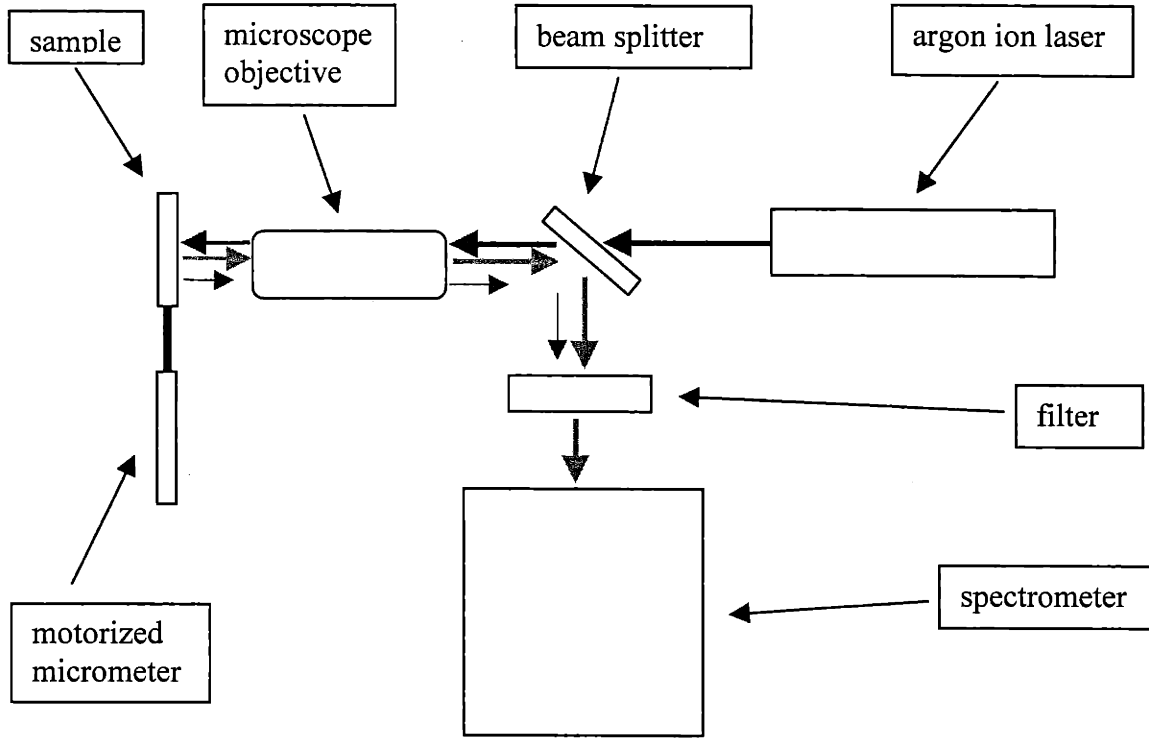 sample
microscope
objective
beam splitter
argon ion laser
filter
spectrometer
motorized
micrometer